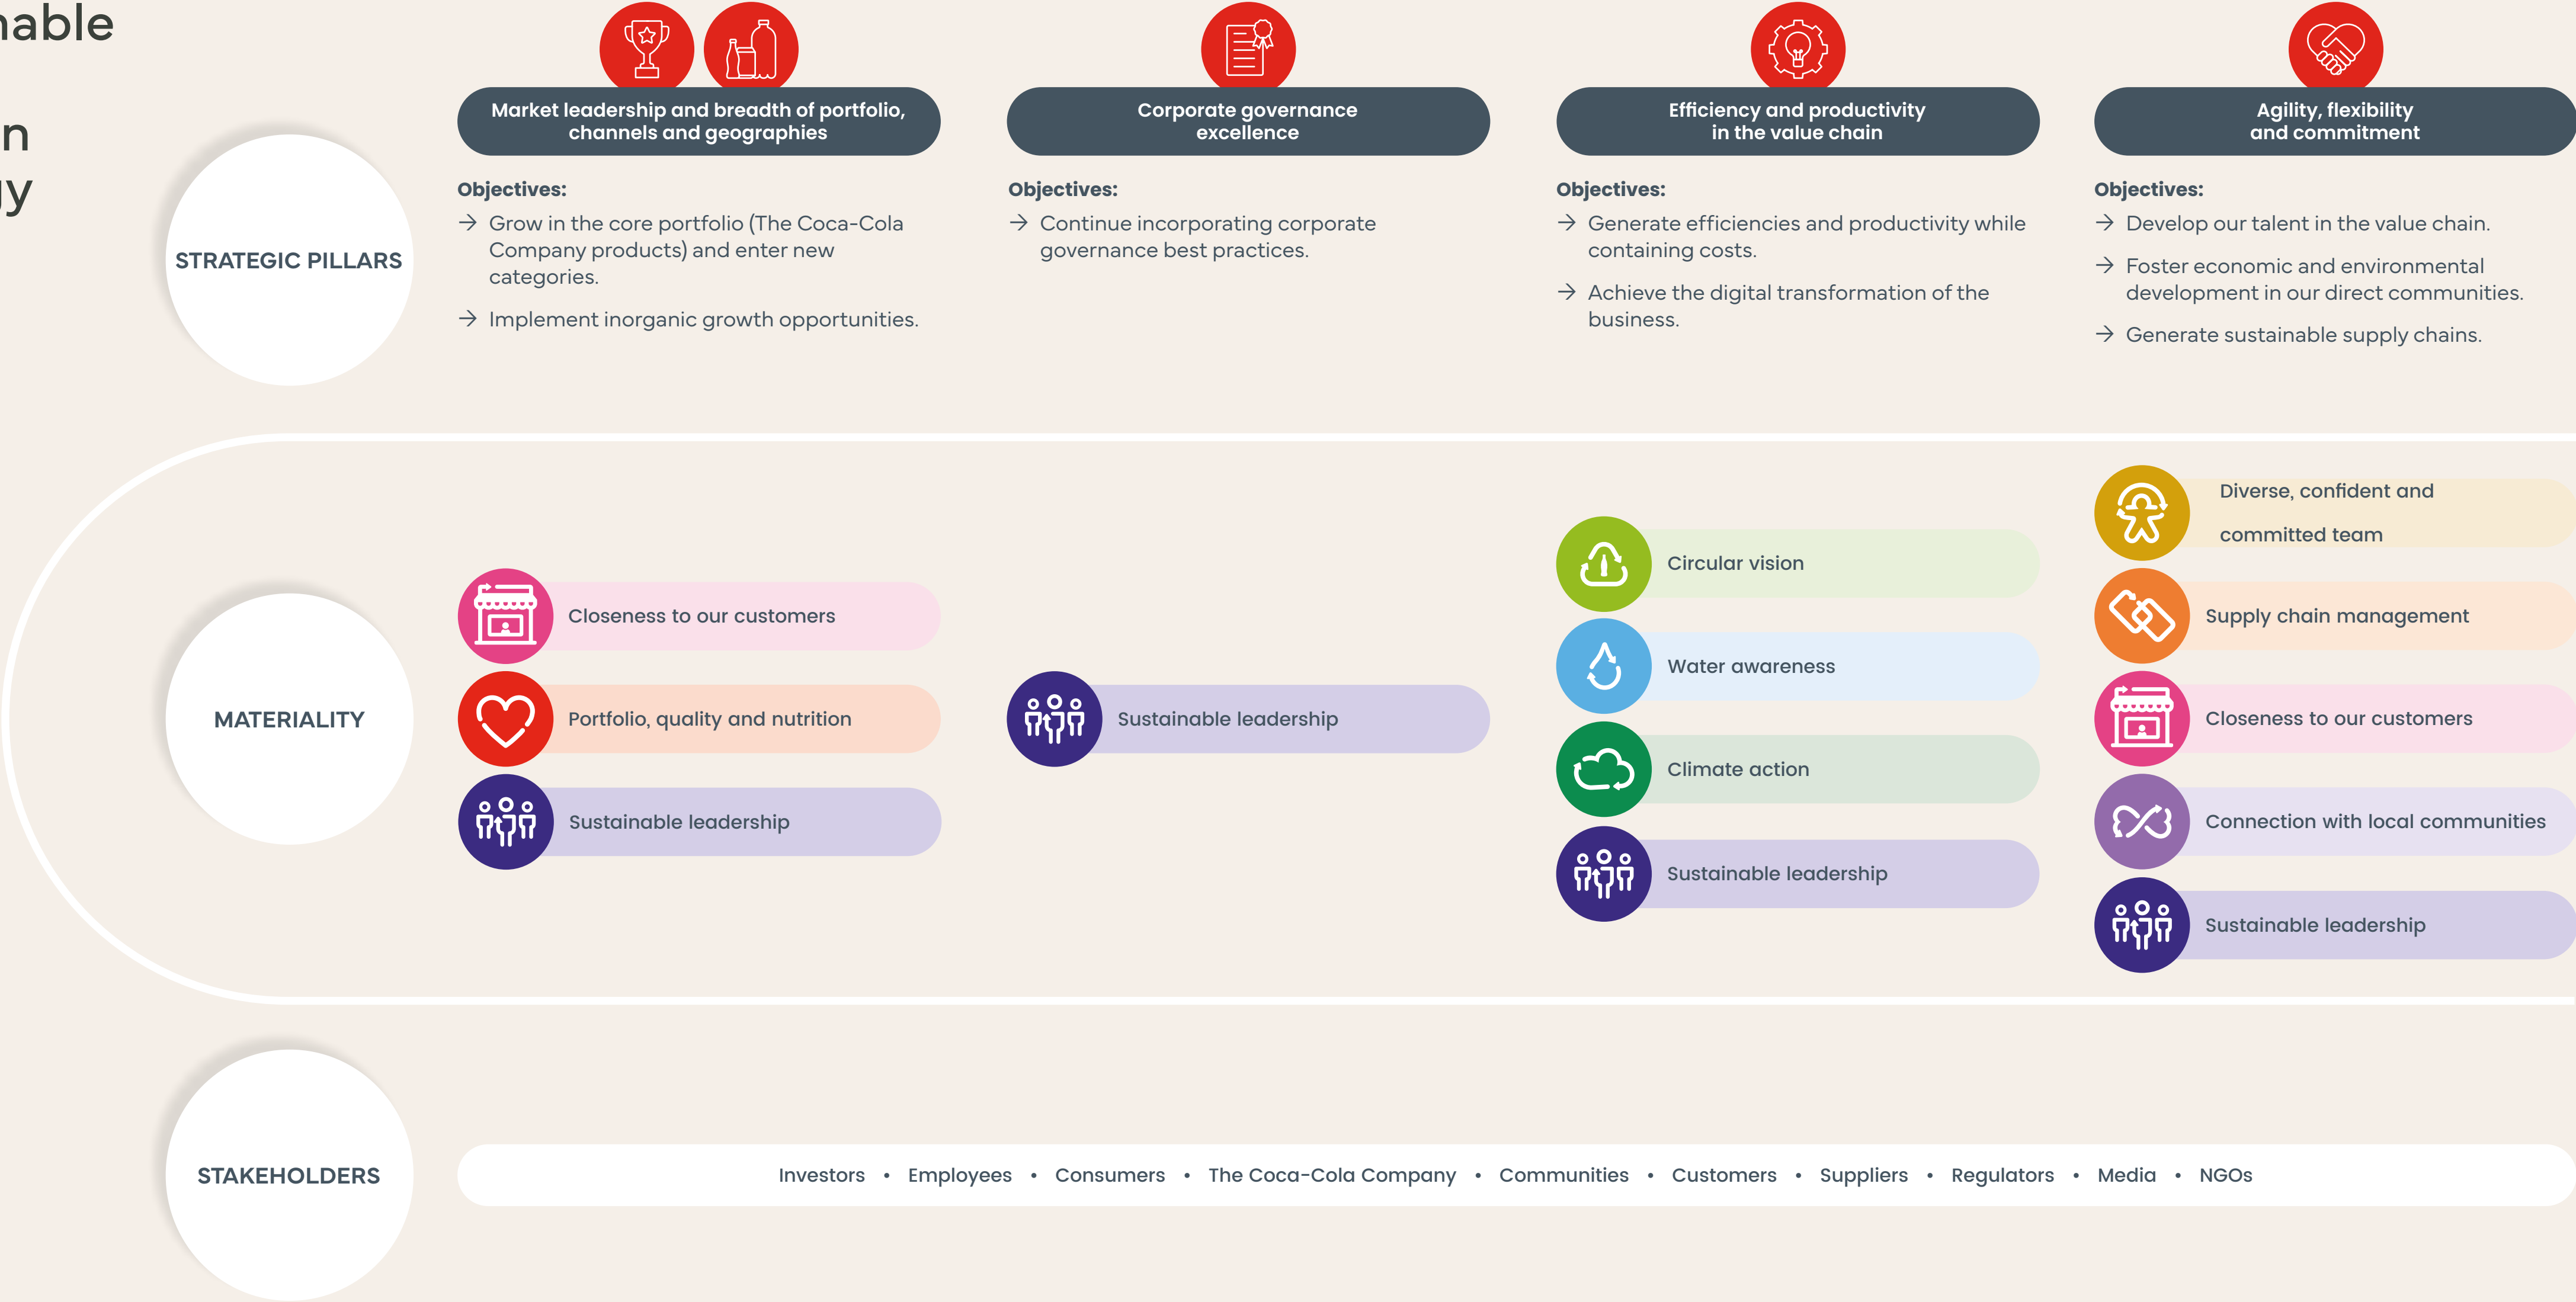 nable
n
gy
STRATEGIC PILLARS
Market leadership and breadth of portfolio,
channels and geographies
Objectives:
→ Grow in the core portfolio (The Coca-Cola
Company products) and enter new
categories.
→ Implement inorganic growth opportunities.
Corporate governance
excellence
Objectives:
→ Continue incorporating corporate
governance best practices.
Efficiency and productivity
in the value chain
Objectives:
→ Generate efficiencies and productivity while
containing costs.
→ Achieve the digital transformation of the
business.
Agility, flexibility
and commitment
Objectives:
→ Develop our talent in the value chain.
→ Foster economic and environmental
development in our direct communities.
→ Generate sustainable supply chains.
MATERIALITY
Closeness to our customers
Portfolio, quality and nutrition
Sustainable leadership
Sustainable leadership
Circular vision
Water awareness
Climate action
Sustainable leadership
Diverse, confident and
committed team
Supply chain management
Closeness to our customers
Connection with local communities
Sustainable leadership
STAKEHOLDERS
Investors • Employees • Consumers • The Coca-Cola Company • Communities • Customers • Suppliers • Regulators • Media • NGOs